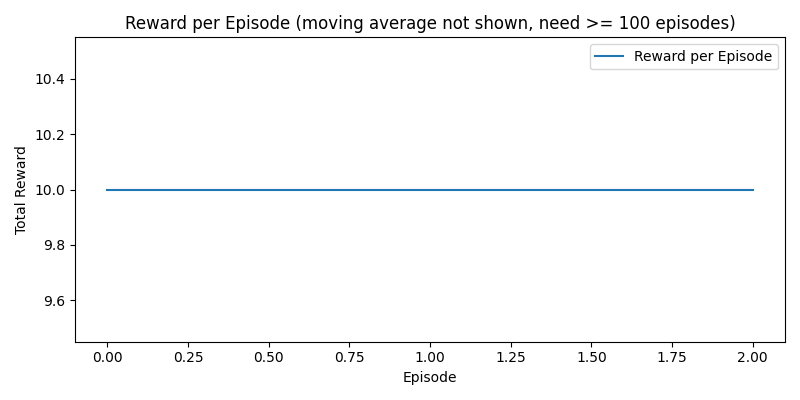 Reward per Episode (moving average not shown, need >= 100 episodes)
Reward per Episode
10.4
10.2
10.0
9.8
9.6
Total Reward
0.00 0.25 0.50 0.75 1.00 1.25 1.50 1.75 2.00
Episode